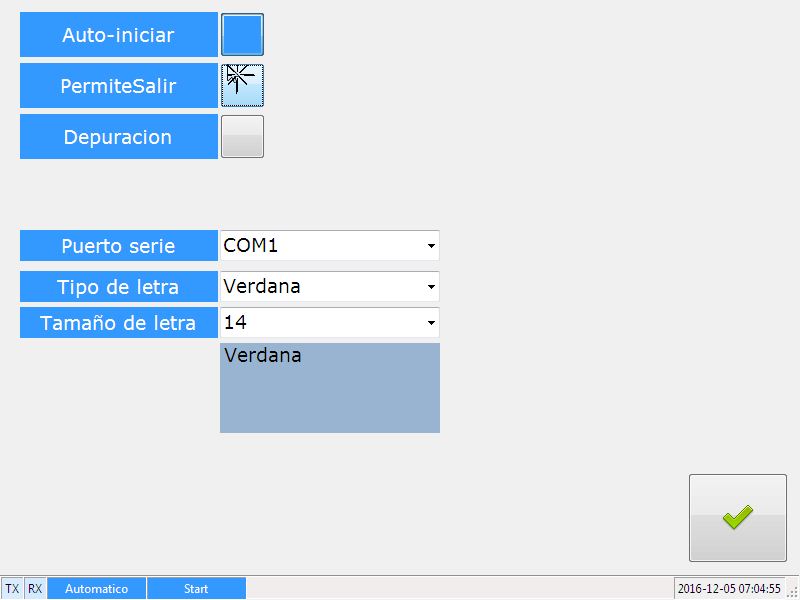 Auto-iniciar
PermiteSalir
Depuracion
Puerto serie COM1
Tipo de letra Verdana
Tamaño de letra 14
Verdana
TX RX Automatico Start 2016-12-05 07:04:55